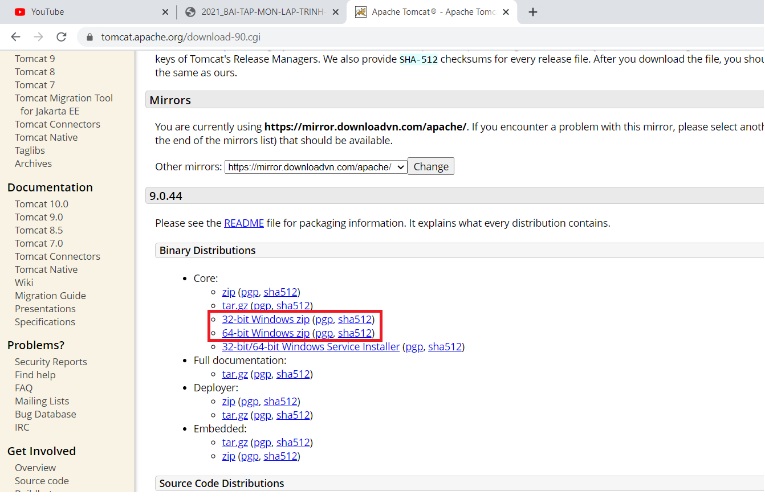 YouTube
2021_BAI-TAP-MON-LAP-TRINH-
Apache Tomcat® - Apache Tomc
tomcat.apache.org/download-90.cgi
Tomcat 9
Tomcat 8
Tomcat 7
Tomcat Migration Tool
for Jakarta EE
Tomcat Connectors
Tomcat Native
Taglibs
Archives
Documentation
Tomcat 10.0
Tomcat 9.0
Tomcat 8.5
Tomcat 7.0
Tomcat Connectors
Tomcat Native
Wiki
Migration Guide
Presentations
Specifications
Problems?
Security Reports
Find help
FAQ
Mailing Lists
Bug Database
IRC
Get Involved
Overview
Source code
keys of Tomcat's Release Managers. We also provide SHA-512 checksums for every release file. After you download the file, you shou
the same as ours.
Mirrors
You are currently using https://mirror.downloadvn.com/apache/. If you encounter a problem with this mirror, please select anot
the end of the mirrors list) that should be available.
Other mirrors: https://mirror.downloadvn.com/apache/ Change
9.0.44
Please see the README file for packaging information. It explains what every distribution contains.
Binary Distributions
Core:
zip (pgp, sha512)
tar.gz (pgp, sha512)
32-bit Windows zip (pgp, sha512)
64-bit Windows zip (pgp, sha512)
32-bit/64-bit Windows Service Installer (pgp, sha512)
Full documentation:
tar.gz (pgp, sha512)
Deployer:
zip (pgp, sha512)
tar.gz (pgp, sha512)
Embedded:
tar.gz (pgp, sha512)
zip (pgp, sha512)
Source Code Distributions